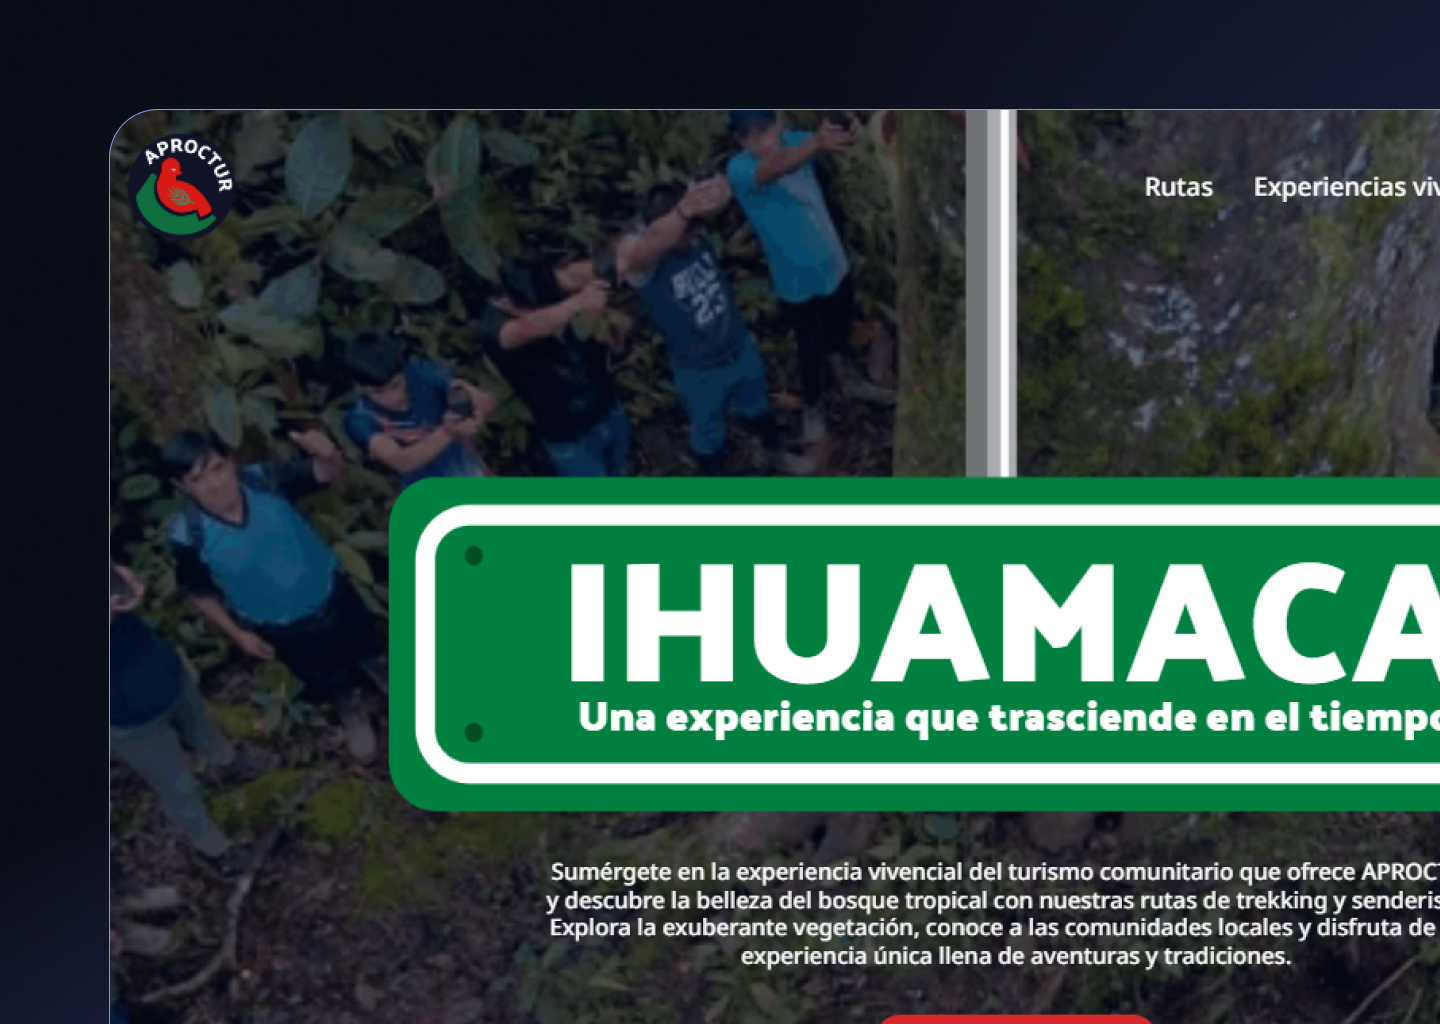 APROCTUR
Rutas Experiencias viv
IHUAMACA
Una experiencia que trasciende en el tiempo
Sumérgete en la experiencia vivencial del turismo comunitario que ofrece APROCT
y descubre la belleza del bosque tropical con nuestras rutas de trekking y senderis
Explora la exuberante vegetación, conoce a las comunidades locales y disfruta de
experiencia única llena de aventuras y tradiciones.
23